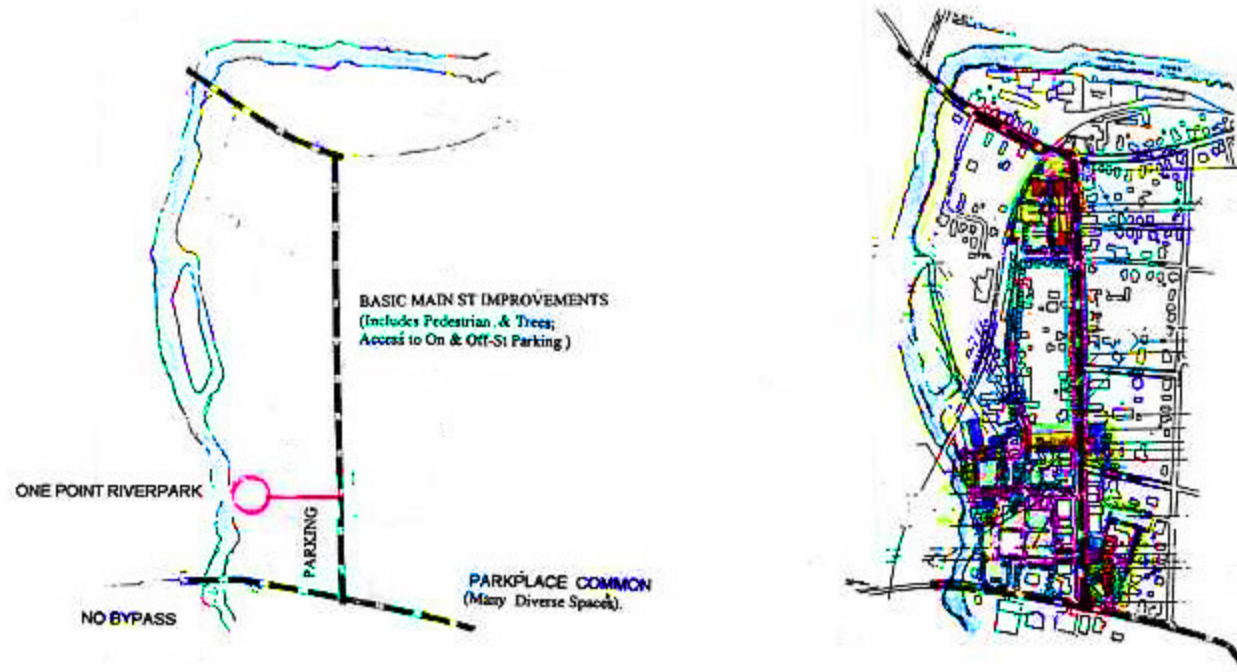 BASIC MAIN ST IMPROVEMENTS
(Includes Pedestrian & Trees;
Access to On & Off-St Parking )
ONE POINT RIVERPARK
PARKING
PARKPLACE COMMON
(Many Diverse Spaces).
NO BYPASS